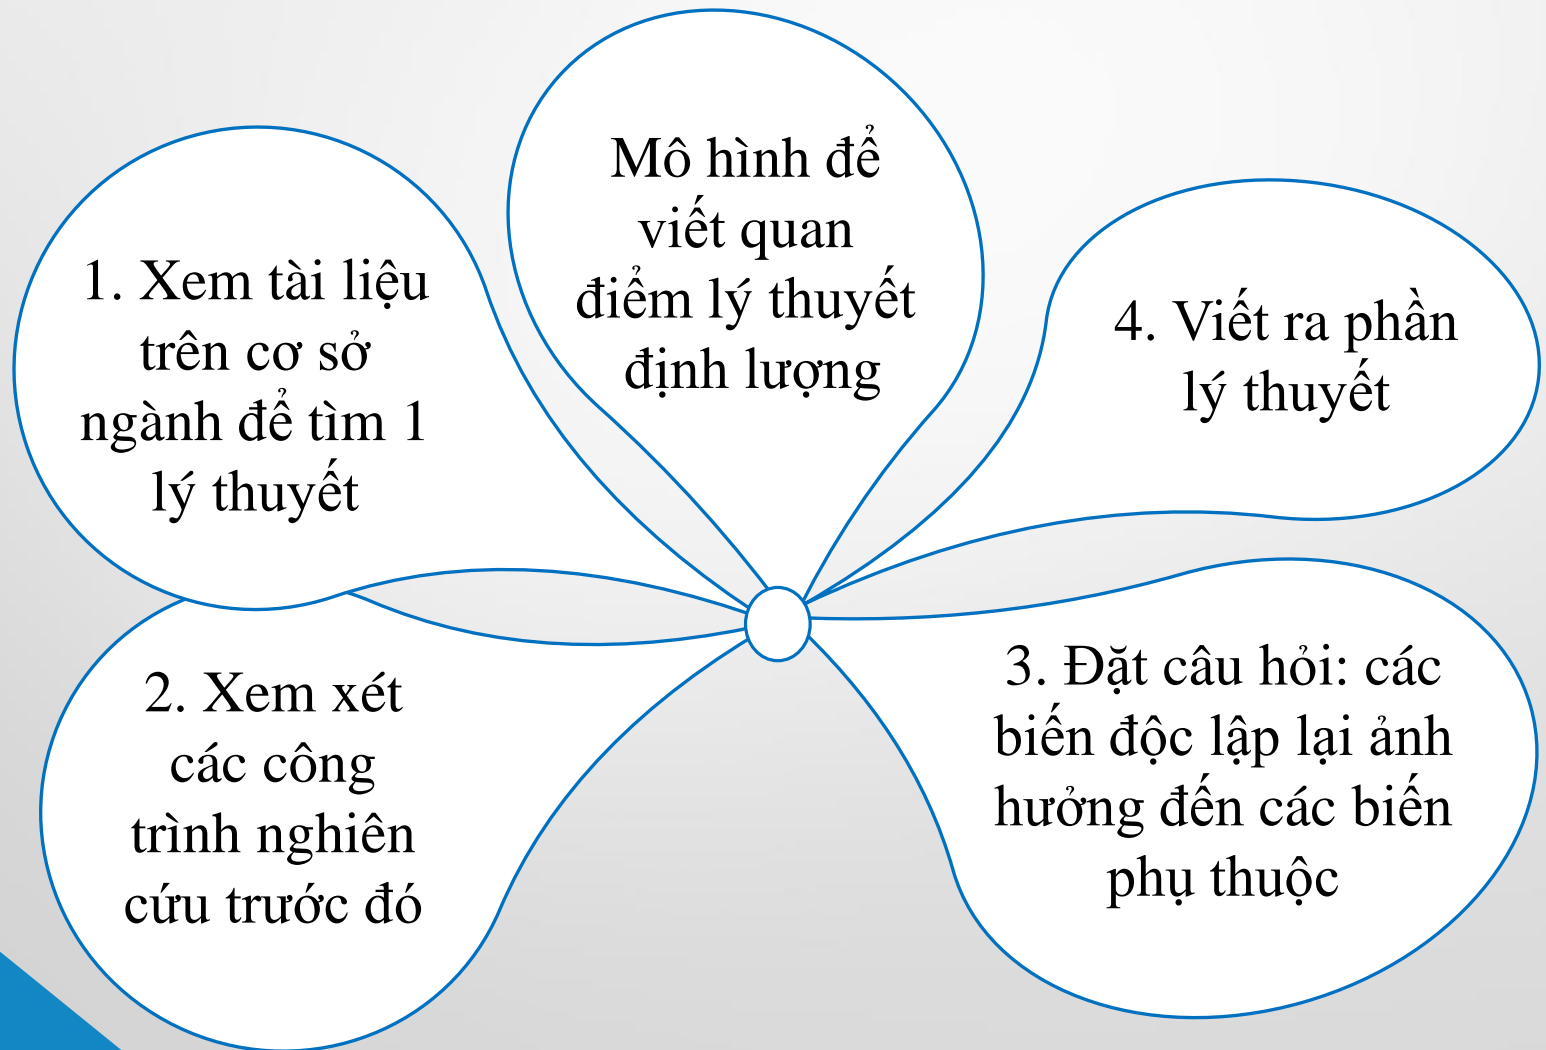 Mô hình để
viết quan
điểm lý thuyết
định lượng
1. Xem tài liệu
trên cơ sở
ngành để tìm 1
lý thuyết
2. Xem xét
các công
trình nghiên
cứu trước đó
3. Đặt câu hỏi: các
biến độc lập lại ảnh
hưởng đến các biến
phụ thuộc
4. Viết ra phần
lý thuyết